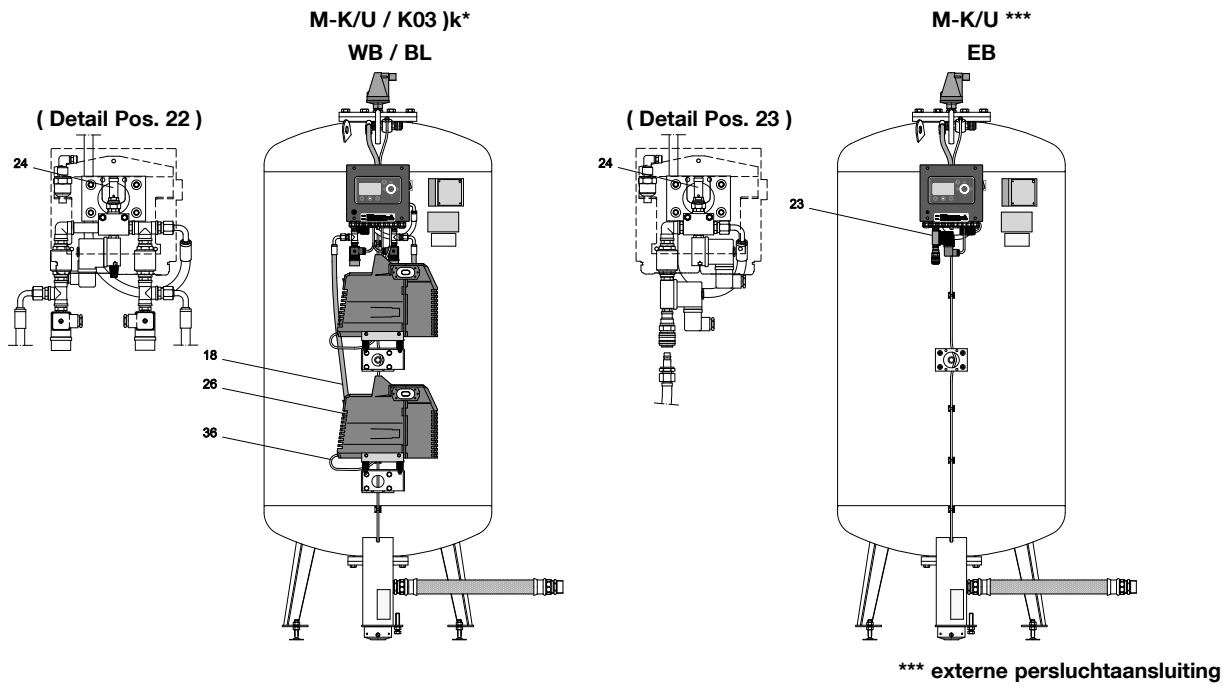 M-K/U / K03 )k*
WB / BL
M-K/U ***
EB
( Detail Pos. 22 )
( Detail Pos. 23 )
24
24
23
18
26
36
*** externe persluchtaansluiting